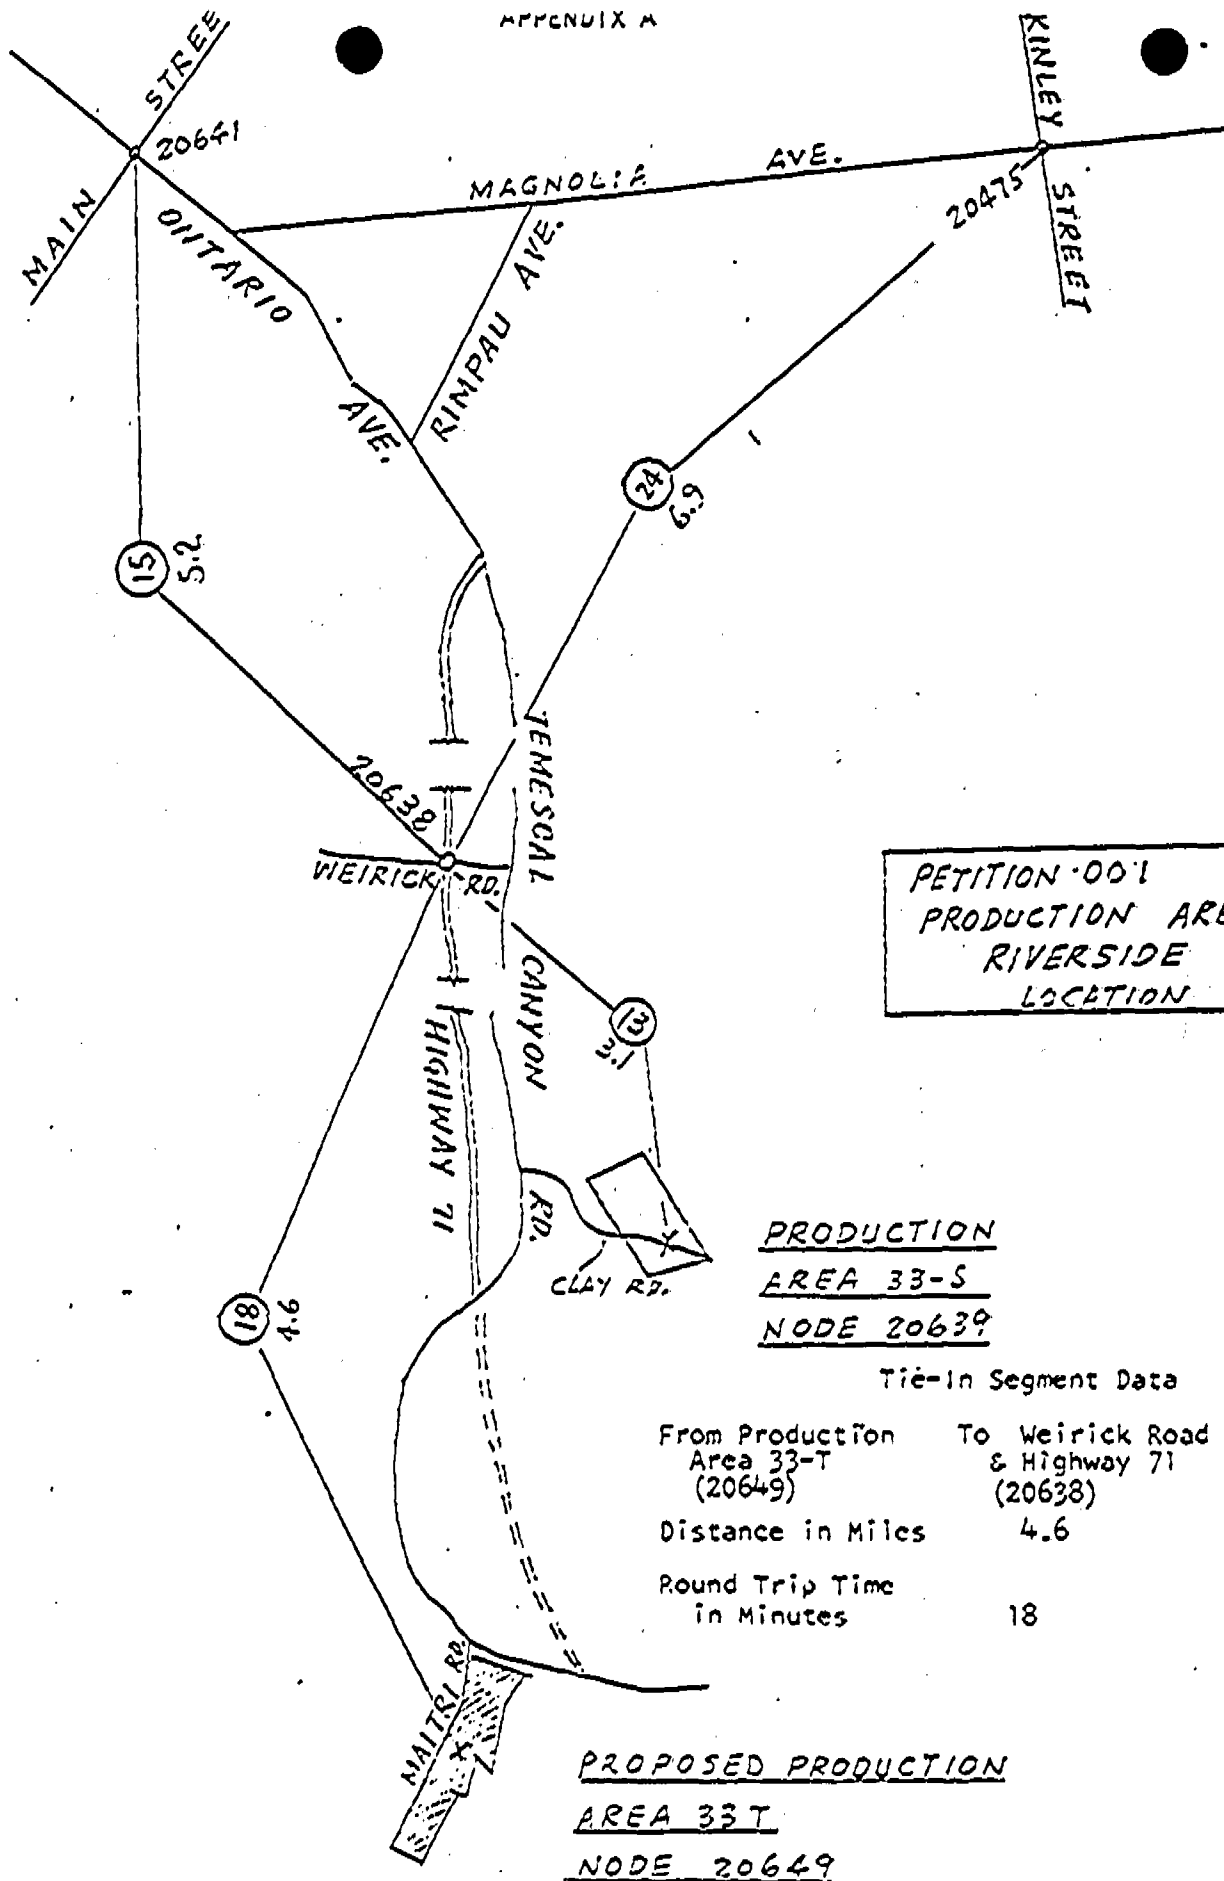 APPENDIX A
MAIN STREE
20641
ONTARIO AVE.
MAGNOLIA AVE.
KINLEY STREET
20475
RIMPAU AVE.
24
6.9
15
5.2
20638
WEIRICK RD.
TEMESCAL CANYON RD.
HIGHWAY 71
13
3.1
PETITION 001
PRODUCTION ARE
RIVERSIDE
LOCATION
CLAY RD.
PRODUCTION
AREA 33-S
NODE 20639
18
4.6
Tie-In Segment Data
From Production To Weirick Road
Area 33-T & Highway 71
(20649) (20638)
Distance in Miles 4.6
Round Trip Time
in Minutes 18
MAITRI RD.
PROPOSED PRODUCTION
AREA 33T
NODE 20649